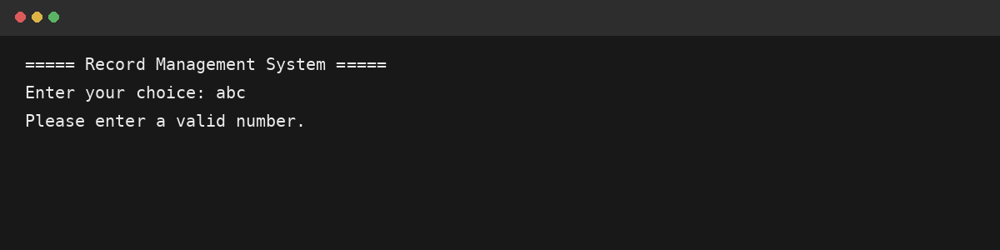 ===== Record Management System =====
Enter your choice: abc
Please enter a valid number.